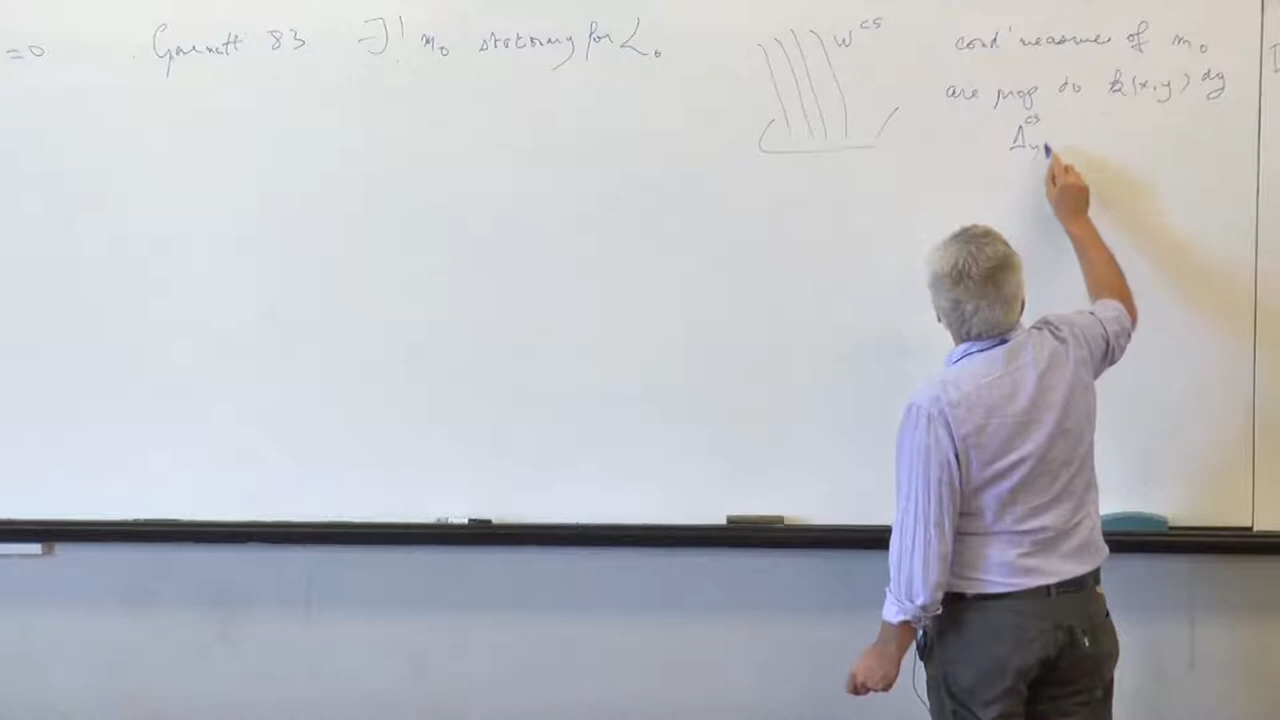 =0
Garnett 83 ∃! m₀ stationary for L₀
W^cs
cond' measure of m₀
are prop to k(x,y) dy
Δ_y^cs